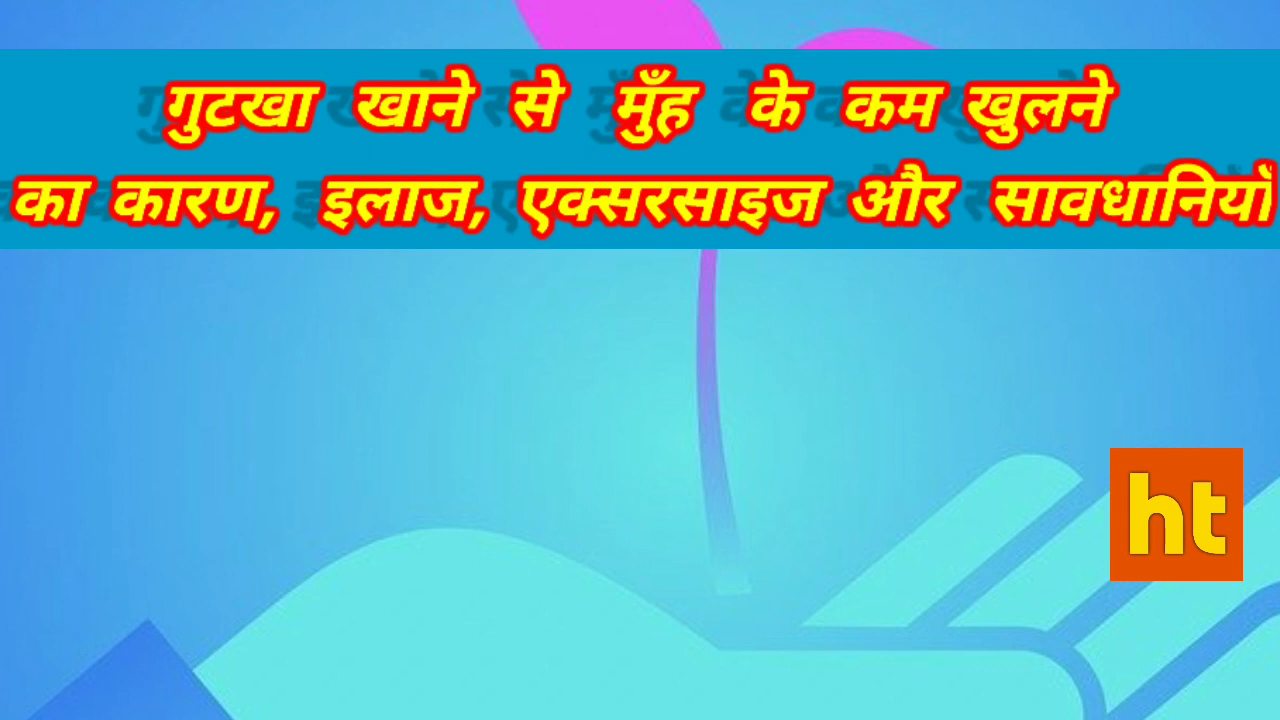 गुटखा खाने से मुँह के कम खुलने
का कारण, इलाज, एक्सरसाइज और सावधानियाँ
ht